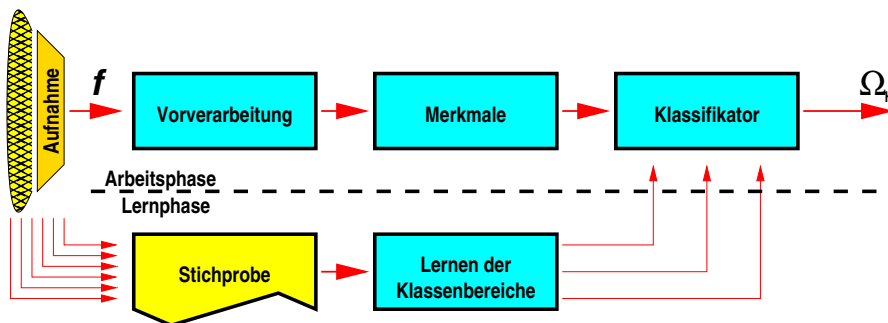 Aufnahme
f
Vorverarbeitung
Merkmale
Klassifikator
Ω
Arbeitsphase
Lernphase
Stichprobe
Lernen der
Klassenbereiche